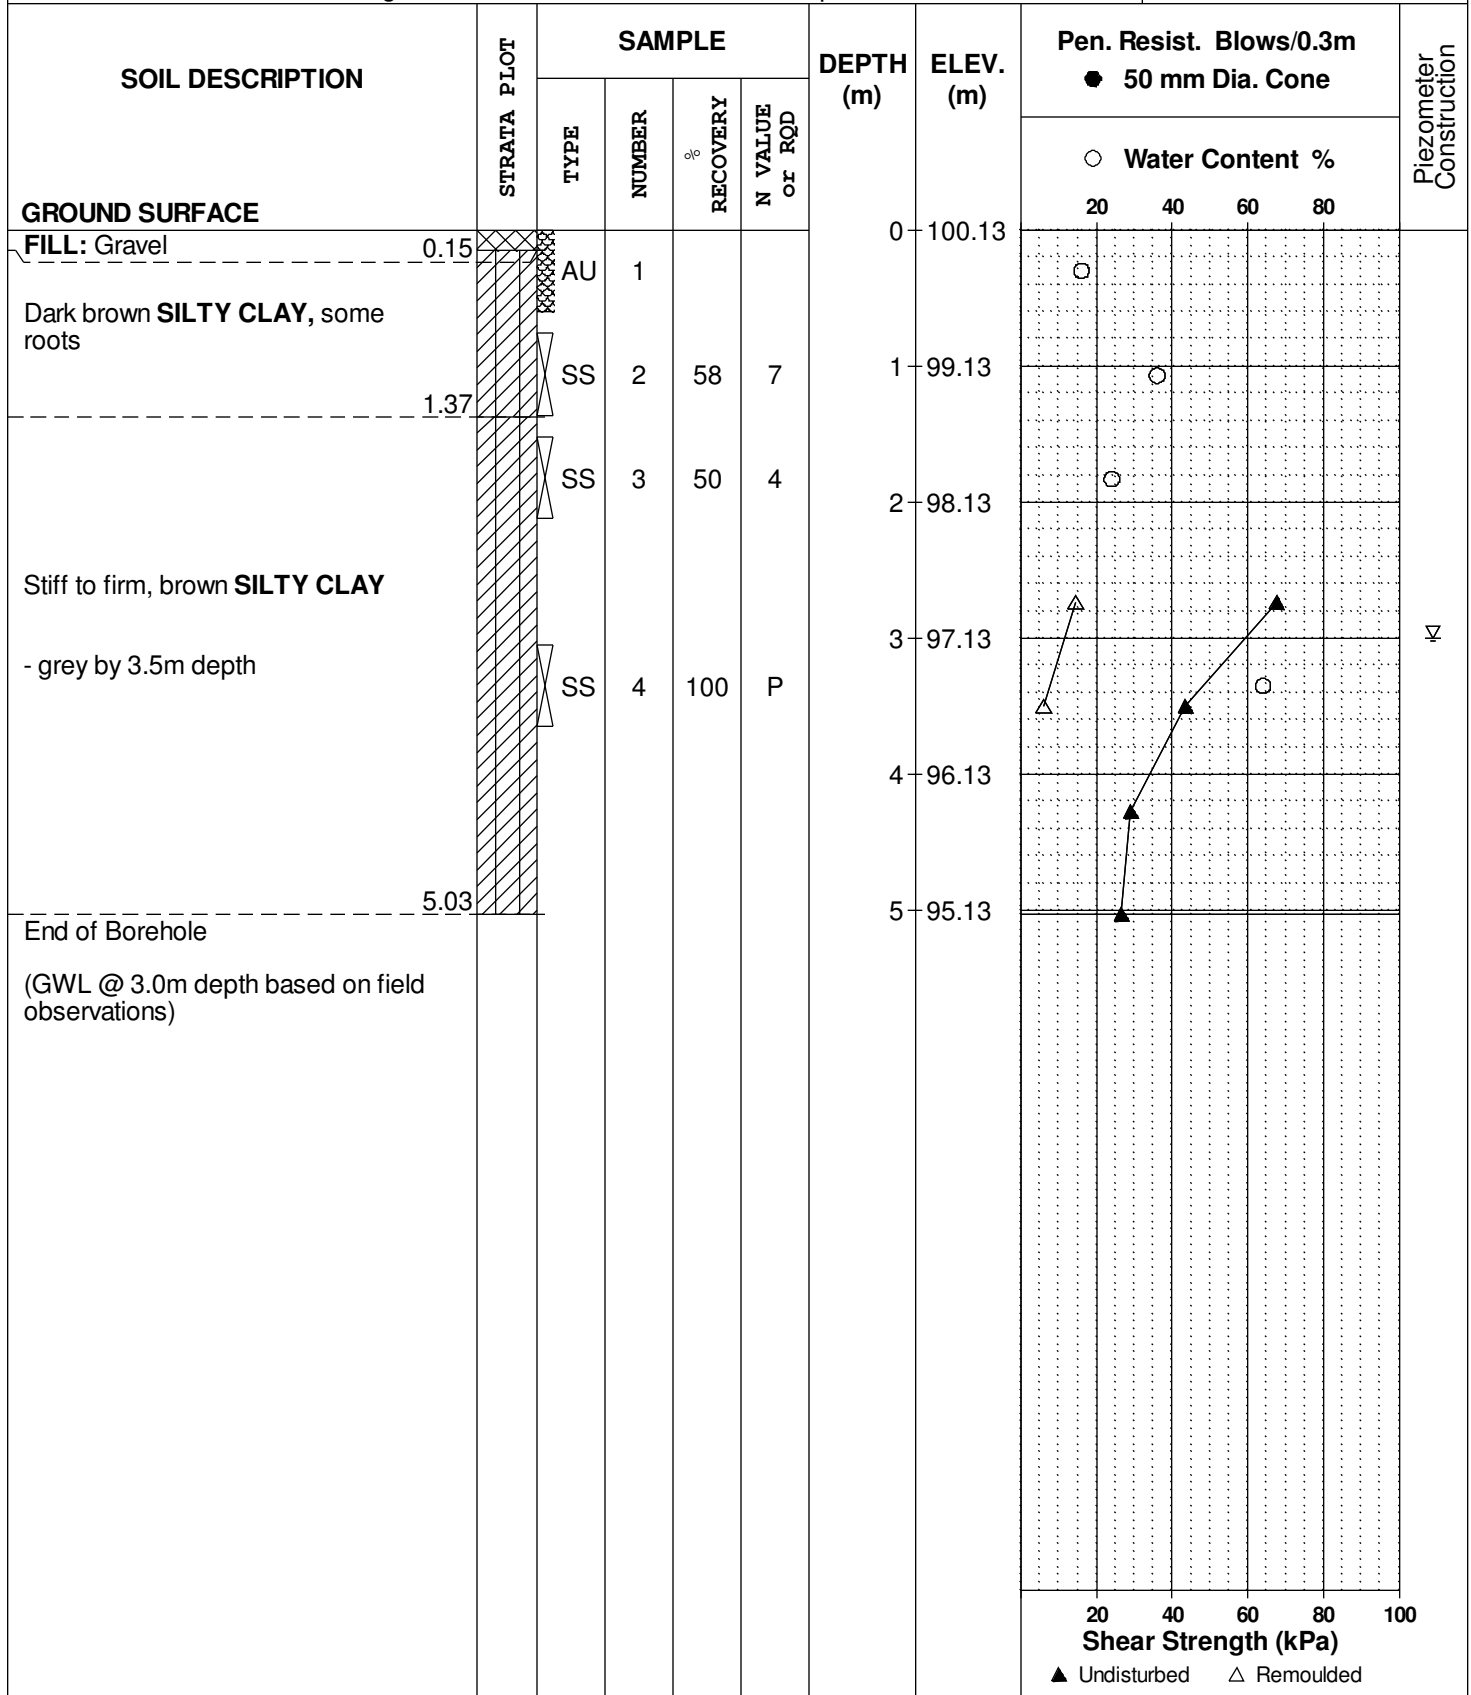 SOIL DESCRIPTION
GROUND SURFACE
STRATA PLOT
SAMPLE
TYPE
NUMBER
% RECOVERY
N VALUE or RQD
DEPTH (m)
ELEV. (m)
Pen. Resist. Blows/0.3m
● 50 mm Dia. Cone
○ Water Content %
20 40 60 80
Piezometer Construction
FILL: Gravel 0.15
Dark brown SILTY CLAY, some
roots
1.37
Stiff to firm, brown SILTY CLAY
- grey by 3.5m depth
5.03
End of Borehole
(GWL @ 3.0m depth based on field
observations)
AU 1
SS 2 58 7
SS 3 50 4
SS 4 100 P
0 100.13
1 99.13
2 98.13
3 97.13
4 96.13
5 95.13
20 40 60 80 100
Shear Strength (kPa)
▲ Undisturbed △ Remoulded